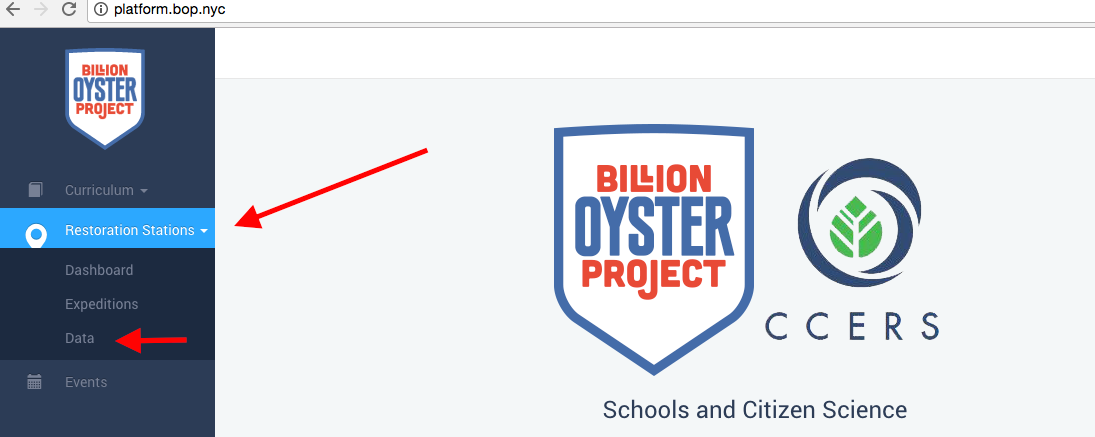 platform.bop.nyc
BILLION
OYSTER
PROJECT
Curriculum
Restoration Stations
Dashboard
Expeditions
Data
Events
BILLION
OYSTER
PROJECT
CCERS
Schools and Citizen Science